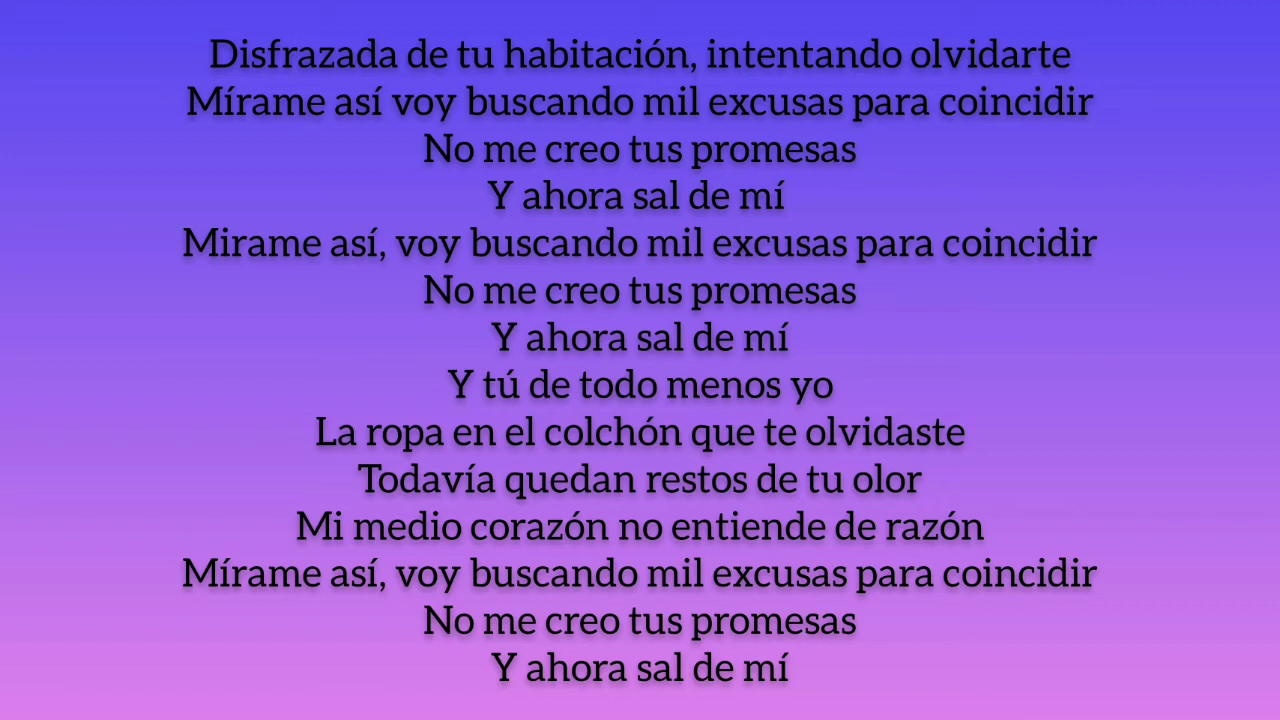 Disfrazada de tu habitación, intentando olvidarte
Mírame así voy buscando mil excusas para coincidir
No me creo tus promesas
Y ahora sal de mí
Mirame así, voy buscando mil excusas para coincidir
No me creo tus promesas
Y ahora sal de mí
Y tú de todo menos yo
La ropa en el colchón que te olvidaste
Todavía quedan restos de tu olor
Mi medio corazón no entiende de razón
Mírame así, voy buscando mil excusas para coincidir
No me creo tus promesas
Y ahora sal de mí